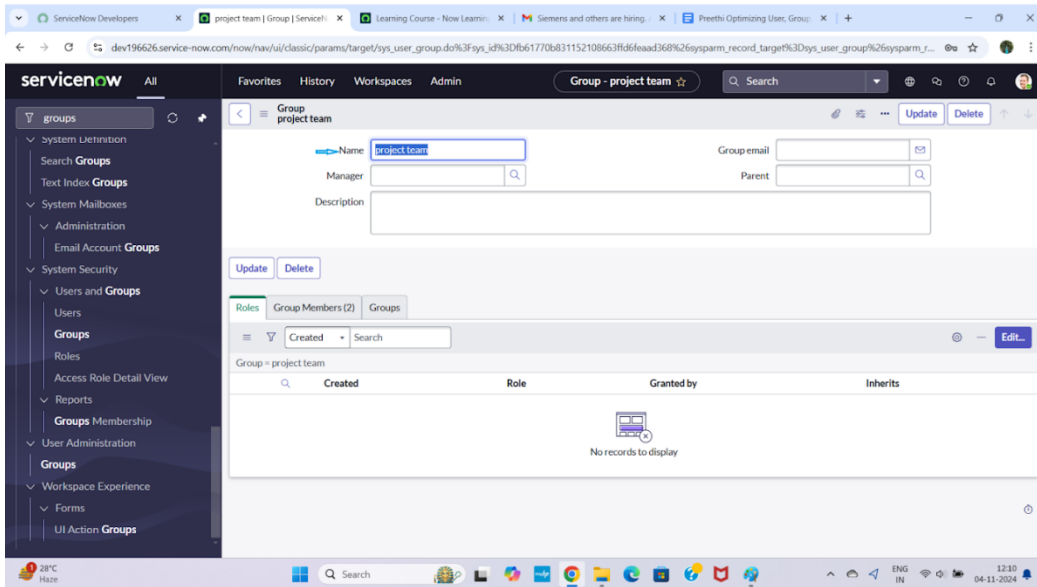 ServiceNow Developers
project team | Group | ServiceN
Learning Course - Now Learning
Siemens and others are hiring.
Preethi Optimizing User, Group
dev196626.service-now.com/now/nav/ui/classic/params/target/sys_user_group.do%3Fsys_id%3Dfb61770b831152108663ffd6feaad368%26sysparm_record_target%3Dsys_user_group%26sysparm_r...
servicenow All Favorites History Workspaces Admin Group - project team Search
groups
System Definition
Search Groups
Text Index Groups
System Mailboxes
Administration
Email Account Groups
System Security
Users and Groups
Users
Groups
Roles
Access Role Detail View
Reports
Groups Membership
User Administration
Groups
Workspace Experience
Forms
UI Action Groups
Group
project team
Update Delete
Name project team
Group email
Manager
Parent
Description
Update Delete
Roles Group Members (2) Groups
Created Search Edit...
Group = project team
Created Role Granted by Inherits
No records to display
1
28°C
Haze
Search
ENG
IN
12:10
04-11-2024